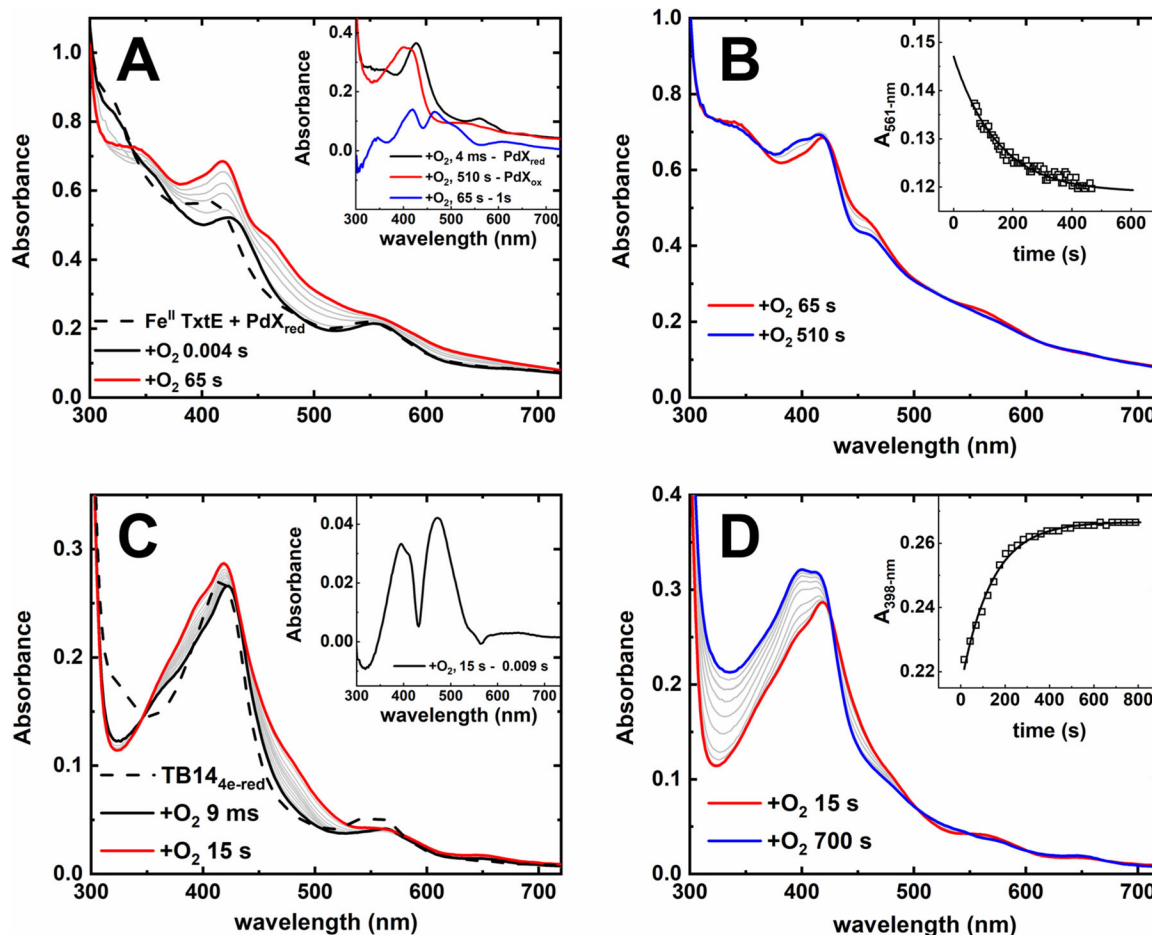 A
Absorbance
1.0
0.8
0.6
0.4
0.2
0.0
300 400 500 600 700
wavelength (nm)
Fe^II TxtE + PdX_red
+O₂ 0.004 s
+O₂ 65 s
Absorbance
0.4
0.2
0.0
300 400 500 600 700
wavelength (nm)
+O₂, 4 ms - PdX_red
+O₂, 510 s - PdX_ox
+O₂, 65 s - 1s
B
Absorbance
1.0
0.8
0.6
0.4
0.2
0.0
300 400 500 600 700
wavelength (nm)
+O₂ 65 s
+O₂ 510 s
A_561-nm
0.15
0.14
0.13
0.12
0 200 400 600
time (s)
C
Absorbance
0.3
0.2
0.1
0.0
300 400 500 600 700
wavelength (nm)
TB14_4e-red
+O₂ 9 ms
+O₂ 15 s
Absorbance
0.04
0.02
0.00
300 400 500 600 700
wavelength (nm)
+O₂, 15 s - 0.009 s
D
Absorbance
0.4
0.3
0.2
0.1
0.0
300 400 500 600 700
wavelength (nm)
+O₂ 15 s
+O₂ 700 s
A_398-nm
0.26
0.24
0.22
0 200 400 600 800
time (s)